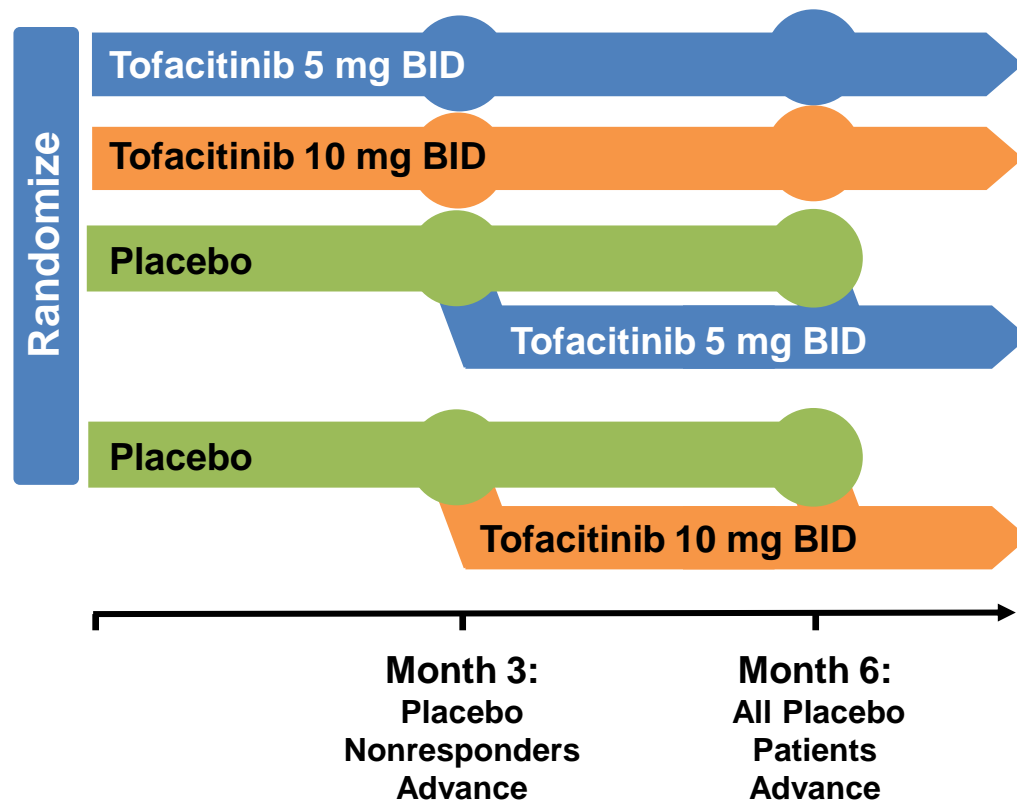 Randomize
Tofacitinib 5 mg BID
Tofacitinib 10 mg BID
Placebo
Tofacitinib 5 mg BID
Placebo
Tofacitinib 10 mg BID
Month 3:
Placebo
Nonresponders
Advance
Month 6:
All Placebo
Patients
Advance